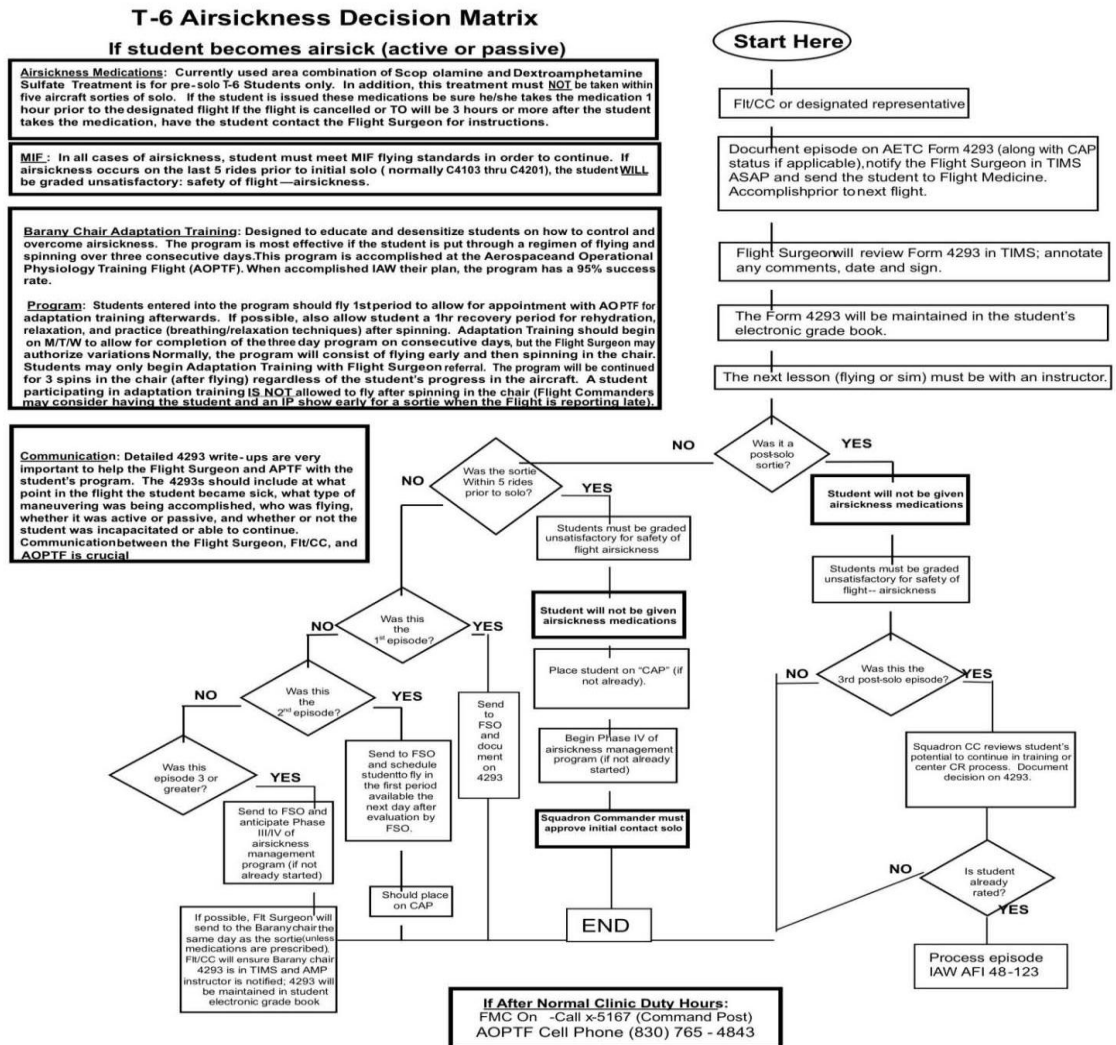 T-6 Airsickness Decision Matrix
If student becomes airsick (active or passive)
Airsickness Medications: Currently used area combination of Scop olamine and Dextroamphetamine
Sulfate Treatment is for pre-solo T-6 Students only. In addition, this treatment must NOT be taken within
five aircraft sorties of solo. If the student is issued these medications be sure he/she takes the medication 1
hour prior to the designated flight If the flight is cancelled or TO will be 3 hours or more after the student
takes the medication, have the student contact the Flight Surgeon for instructions.
MIF : In all cases of airsickness, student must meet MIF flying standards in order to continue. If
airsickness occurs on the last 5 rides prior to initial solo ( normally C4103 thru C4201), the student WILL
be graded unsatisfactory: safety of flight —airsickness.
Barany Chair Adaptation Training: Designed to educate and desensitize students on how to control and
overcome airsickness. The program is most effective if the student is put through a regimen of flying and
spinning over three consecutive days.This program is accomplished at the Aerospaceand Operational
Physiology Training Flight (AOPTF). When accomplished IAW their plan, the program has a 95% success
rate.
Program: Students entered into the program should fly 1st period to allow for appointment with AO PTF for
adaptation training afterwards. If possible, also allow student a 1hr recovery period for rehydration,
relaxation, and practice (breathing/relaxation techniques) after spinning. Adaptation Training should begin
on M/T/W to allow for completion of the three day program on consecutive days, but the Flight Surgeon may
authorize variations Normally, the program will consist of flying early and then spinning in the chair.
Students may only begin Adaptation Training with Flight Surgeon referral. The program will be continued
for 3 spins in the chair (after flying) regardless of the student's progress in the aircraft. A student
participating in adaptation training IS NOT allowed to fly after spinning in the chair (Flight Commanders
may consider having the student and an IP show early for a sortie when the Flight is reporting late).
Communication: Detailed 4293 write-ups are very
important to help the Flight Surgeon and APTF with the
student's program. The 4293s should include at what
point in the flight the student became sick, what type of
maneuvering was being accomplished, who was flying,
whether it was active or passive, and whether or not the
student was incapacitated or able to continue.
Communicationbetween the Flight Surgeon, Flt/CC, and
AOPTF is crucial
Start Here
Flt/CC or designated representative
Document episode on AETC Form 4293 (along with CAP
status if applicable),notify the Flight Surgeon in TIMS
ASAP and send the student to Flight Medicine.
Accomplishprior to next flight.
Flight Surgeonwill review Form 4293 in TIMS; annotate
any comments, date and sign.
The Form 4293 will be maintained in the student's
electronic grade book.
The next lesson (flying or sim) must be with an instructor.
Was it a
post-solo
sortie?
NO
YES
Student will not be given
airsickness medications
Students must be graded
unsatisfactory for safety of
flight-- airsickness
Was this the
3rd post-solo episode?
NO
YES
Squadron CC reviews student's
potential to continue in training or
center CR process. Document
decision on 4293.
Is student
already
rated?
NO
YES
Process episode
IAW AFI 48-123
Was the sortie
Within 5 rides
prior to solo?
NO
YES
Students must be graded
unsatisfactory for safety of
flight airsickness
Student will not be given
airsickness medications
Place student on "CAP" (if
not already).
Begin Phase IV of
airsickness management
program (if not already
started)
Squadron Commander must
approve initial contact solo
END
Was this
the
1st episode?
NO
YES
Send
to
FSO
and
docu
ment
on
4293
Was this
the
2nd episode?
NO
YES
Send to FSO and
schedule
studentto fly in
the first period
available
the next day after
evaluation by
FSO.
Should place
on CAP
Was this
episode 3 or
greater?
YES
Send to FSO and
anticipate Phase
III/IV of
airsickness
management
program (if not
already started)
If possible, Flt Surgeon will
send to the Baranychair the
same day as the sortie(unless
medications are prescribed).
Flt/CC will ensure Barany chair
4293 is in TIMS and AMP
instructor is notified; 4293 will
be maintained in student
electronic grade book
If After Normal Clinic Duty Hours:
FMC On -Call x-5167 (Command Post)
AOPTF Cell Phone (830) 765 - 4843